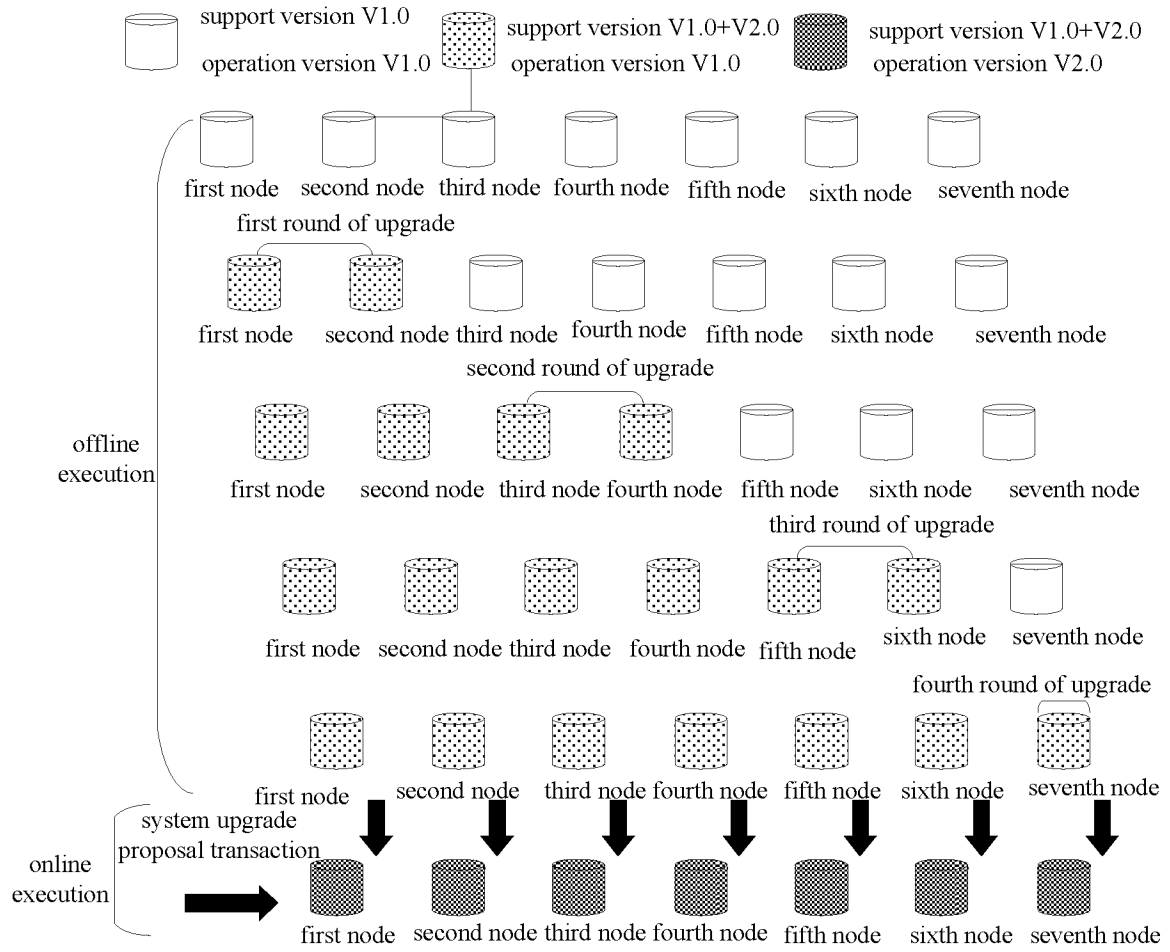 support version V1.0
operation version V1.0
support version V1.0+V2.0
operation version V1.0
support version V1.0+V2.0
operation version V2.0
first node second node third node fourth node fifth node sixth node seventh node
first round of upgrade
first node second node third node fourth node fifth node sixth node seventh node
second round of upgrade
offline
execution
first node second node third node fourth node fifth node sixth node seventh node
third round of upgrade
first node second node third node fourth node fifth node sixth node seventh node
fourth round of upgrade
first node second node third node fourth node fifth node sixth node seventh node
system upgrade
proposal transaction
online
execution
first node second node third node fourth node fifth node sixth node seventh node